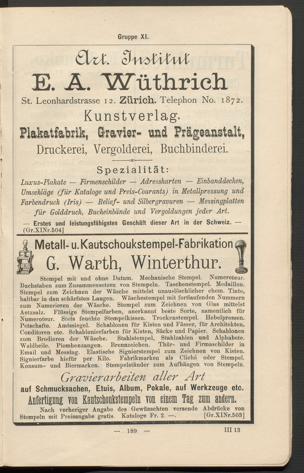 Gruppe XI.
Art. Institut
E. A. Wüthrich
St. Leonhardstrasse 12. Zürich. Telephon No. 1872.
Kunstverlag.
Plakatfabrik, Gravier- und Prägeanstalt,
Druckerei, Vergolderei, Buchbinderei.
Spezialität:
Luxus-Plakate — Firmenschilder — Adresskarten — Einbanddecken,
Umschläge (für Kataloge und Preis-Courants) in Metallpressung und
Farbendruck (Iris) — Relief- und Silbergravuren — Messingplatten
für Golddruck, Bucheinbände und Vergoldungen jeder Art.
— Erstes und leistungsfähigstes Geschäft dieser Art in der Schweiz. —
[Gr.XINr.504]
Metall- u.Kautschoukstempel-Fabrikation
G. Warth, Winterthur.
Stempel mit und ohne Datum. Mechanische Stempel. Numeroteur.
Buchstaben zum Zusammensetzen von Stempeln. Taschenstempel. Medaillen.
Stempel zum Zeichnen der Wäsche mittelst unauslöschlicher chem. Tinte,
haltbar in den schärfsten Laugen. Wäschestempel mit fortlaufenden Nummern
zum Numerieren der Wäsche. Stempel zum Zeichnen von Glas mittelst
Aetzsalz. Flüssige Stempelfarben, anerkannt beste Sorte, namentlich für
Numeroteur. Stets feuchte Stempelkissen. Trockenstempel. Hebelpressen.
Petschafte. Amtssiegel. Schablonen für Kisten und Fässer, für Architekten,
Conditoren etc. Schablonierfarben für Kisten, Säcke und Papier. Schablonen
zum Brodieren der Wäsche. Stahlstempel, Stahlzahlen und Alphabete.
Waldbeile. Plombenzangen. Brennzeichen. Thür- und Firmaschilder in
Email und Messing. Elastische Signierstempel zum Zeichnen von Kisten.
Signierfarbe hiefür per Kilo. Fabrikmarken als Cliché oder Stempel.
Konsum- und Biermarken. Stempelständer zum Aufhängen von Stempeln.
Gravierarbeiten aller Art
auf Schmucksachen, Etuis, Album, Pokale, auf Werkzeuge etc.
Anfertigung von Kautschoukstempeln von einem Tag zum andern.
Nach vorheriger Angabe des Gewünschten versende Abdrücke von
Stempeln mit Preisangabe gratis. Kataloge Fr. 2. —. [Gr.XINr.503]
— 189 —
III 13